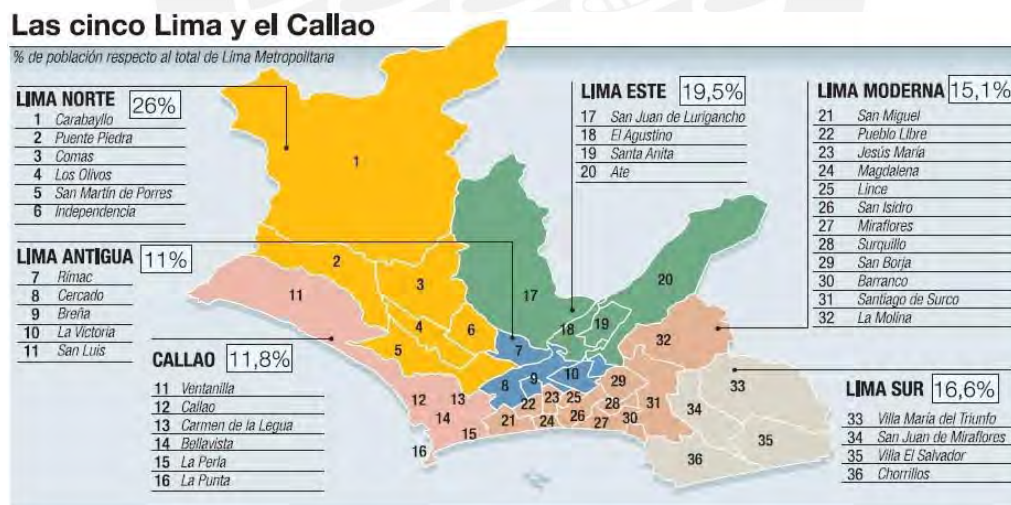 Las cinco Lima y el Callao
% de población respecto al total de Lima Metropolitana
LIMA NORTE 26%
1 Carabayllo
2 Puente Piedra
3 Comas
4 Los Olivos
5 San Martín de Porres
6 Independencia
LIMA ANTIGUA 11%
7 Rímac
8 Cercado
9 Breña
10 La Victoria
11 San Luis
CALLAO 11,8%
11 Ventanilla
12 Callao
13 Carmen de la Legua
14 Bellavista
15 La Perla
16 La Punta
LIMA ESTE 19,5%
17 San Juan de Lurigancho
18 El Agustino
19 Santa Anita
20 Ate
LIMA MODERNA 15,1%
21 San Miguel
22 Pueblo Libre
23 Jesús María
24 Magdalena
25 Lince
26 San Isidro
27 Miraflores
28 Surquillo
29 San Borja
30 Barranco
31 Santiago de Surco
32 La Molina
LIMA SUR 16,6%
33 Villa María del Triunfo
34 San Juan de Miraflores
35 Villa El Salvador
36 Chorrillos
1
2
3
11
17
20
4
6
18
19
5
7
32
8
9
10
29
33
12
13
22
23
25
28
31
34
14
21
24
26
27
30
15
35
16
36